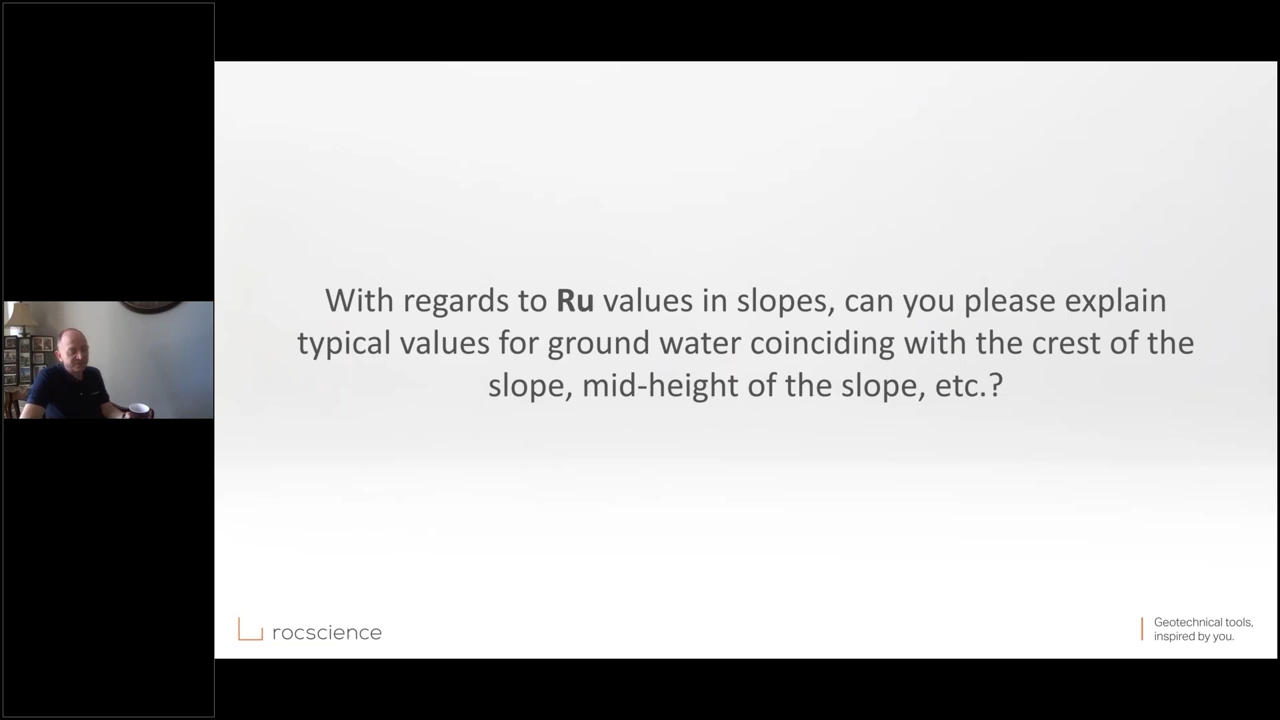 With regards to Ru values in slopes, can you please explain
typical values for ground water coinciding with the crest of the
slope, mid-height of the slope, etc.?
rocscience
Geotechnical tools,
inspired by you.